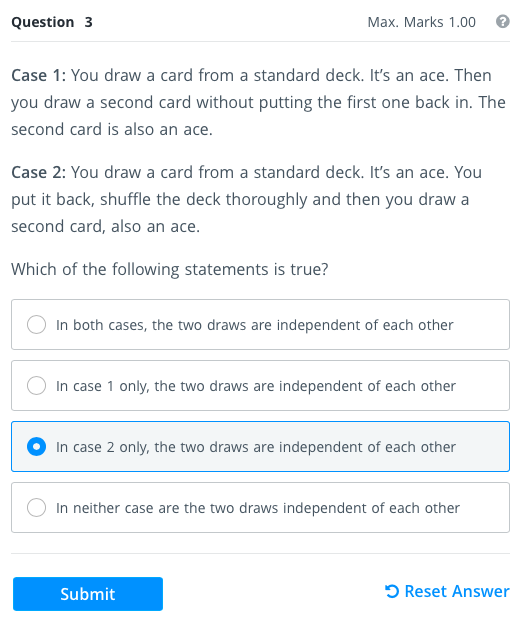 Question 3 Max. Marks 1.00 ?
Case 1: You draw a card from a standard deck. It's an ace. Then
you draw a second card without putting the first one back in. The
second card is also an ace.
Case 2: You draw a card from a standard deck. It's an ace. You
put it back, shuffle the deck thoroughly and then you draw a
second card, also an ace.
Which of the following statements is true?
In both cases, the two draws are independent of each other
In case 1 only, the two draws are independent of each other
In case 2 only, the two draws are independent of each other
In neither case are the two draws independent of each other
Submit Reset Answer